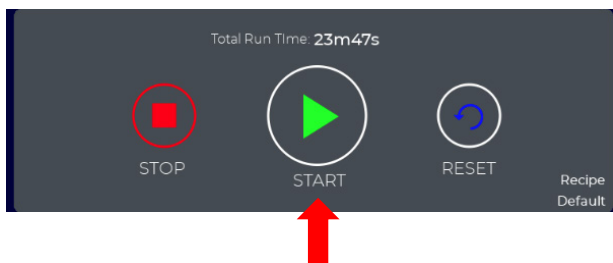 Total Run TIme: 23m47s
STOP
START
RESET
Recipe
Default